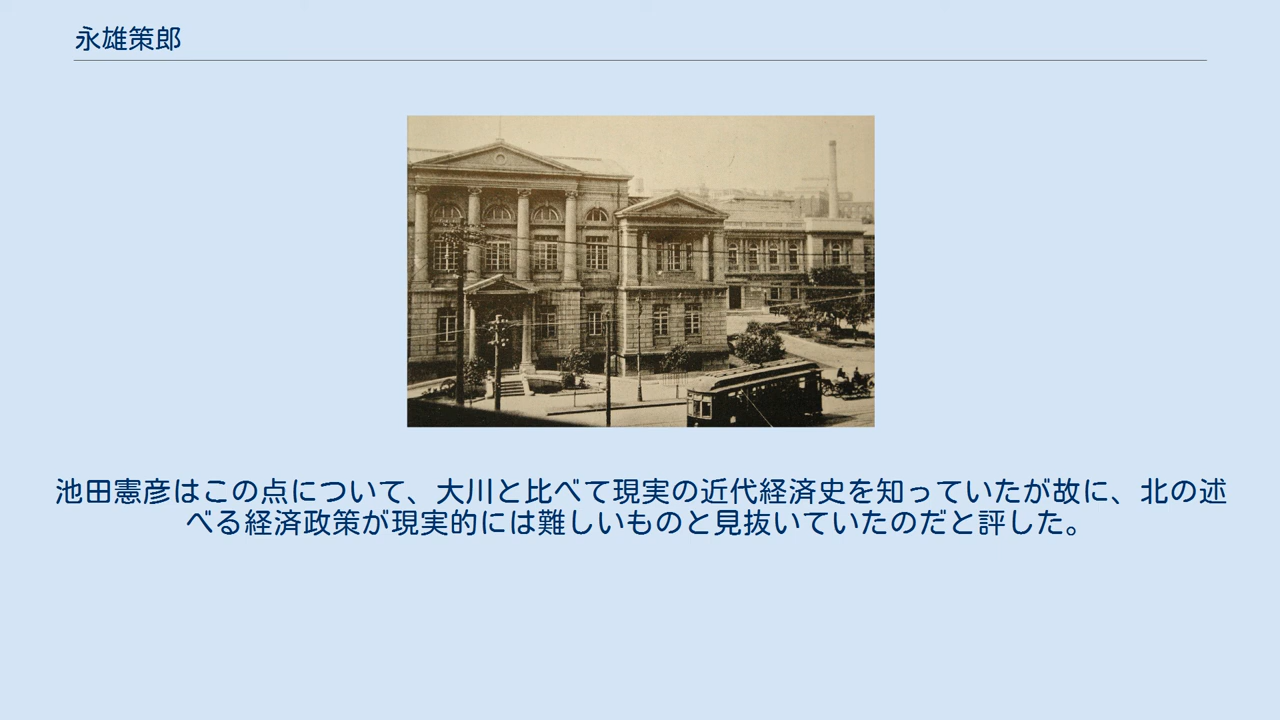 永雄策郎
池田憲彦はこの点について、大川と比べて現実の近代経済史を知っていたが故に、北の述
べる経済政策が現実的には難しいものと見抜いていたのだと評した。